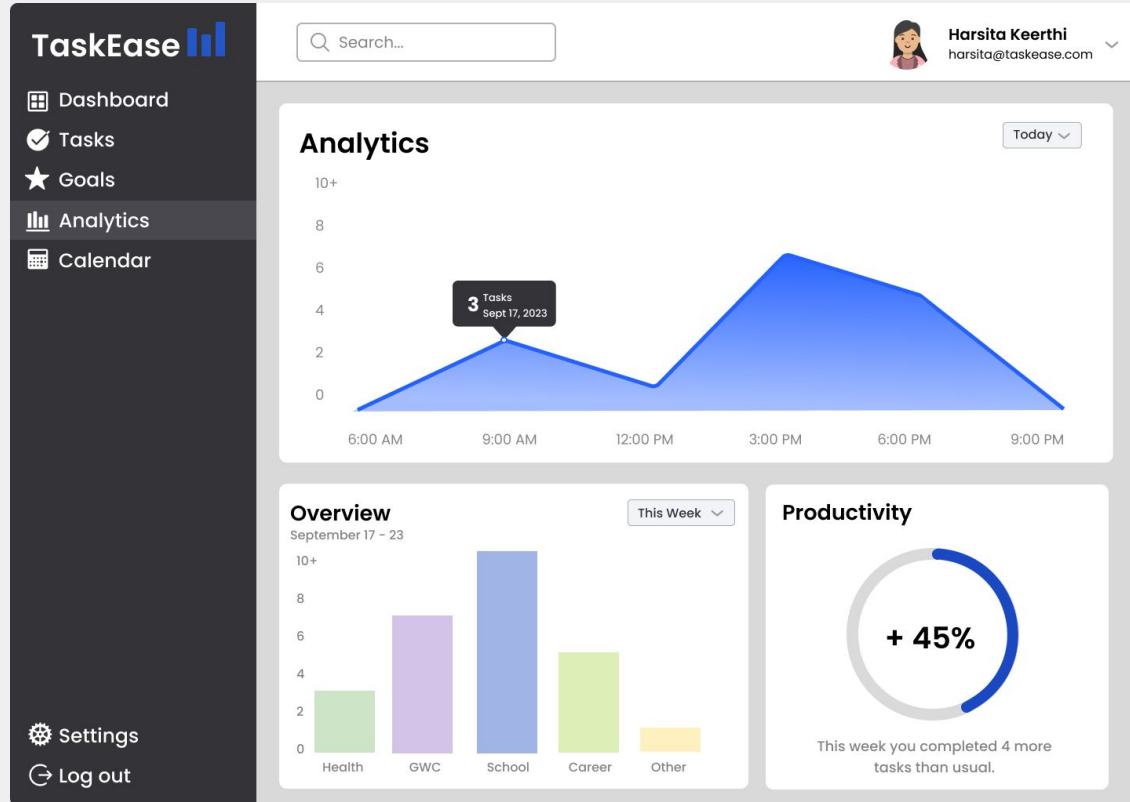 TaskEase
Dashboard
Tasks
Goals
Analytics
Calendar
Settings
Log out
Search...
Harsita Keerthi
harsita@taskease.com
Analytics
Today
10+
8
6
4
2
0
3 Tasks
Sept 17, 2023
6:00 AM 9:00 AM 12:00 PM 3:00 PM 6:00 PM 9:00 PM
Overview
This Week
September 17 - 23
10+
8
6
4
2
0
Health GWC School Career Other
Productivity
+ 45%
This week you completed 4 more
tasks than usual.